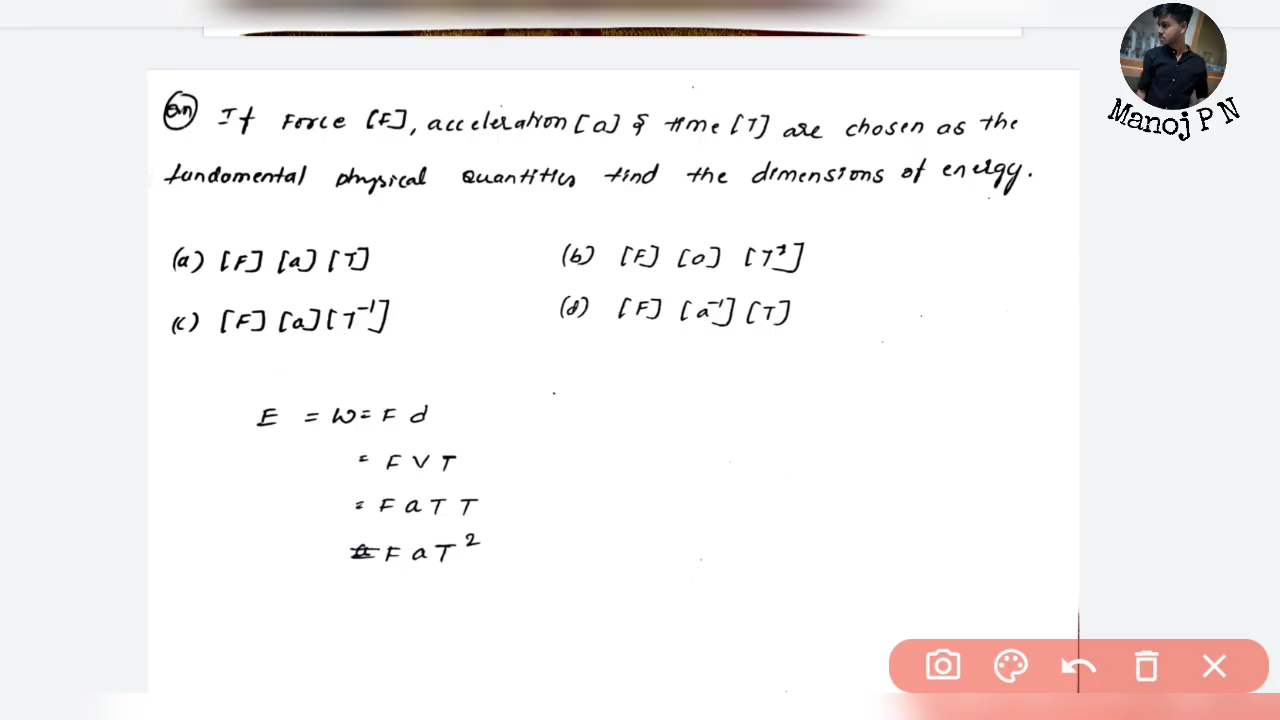 Qn If Force [F], acceleration [a] & time [T] are chosen as the
fundomental physical quantities find the dimensions of energy.
(a) [F] [a] [T]
(b) [F] [a] [T²]
(c) [F] [a] [T⁻¹]
(d) [F] [a⁻¹] [T]
E = W = F d
= F V T
= F a T T
= F a T²
Manoj P N